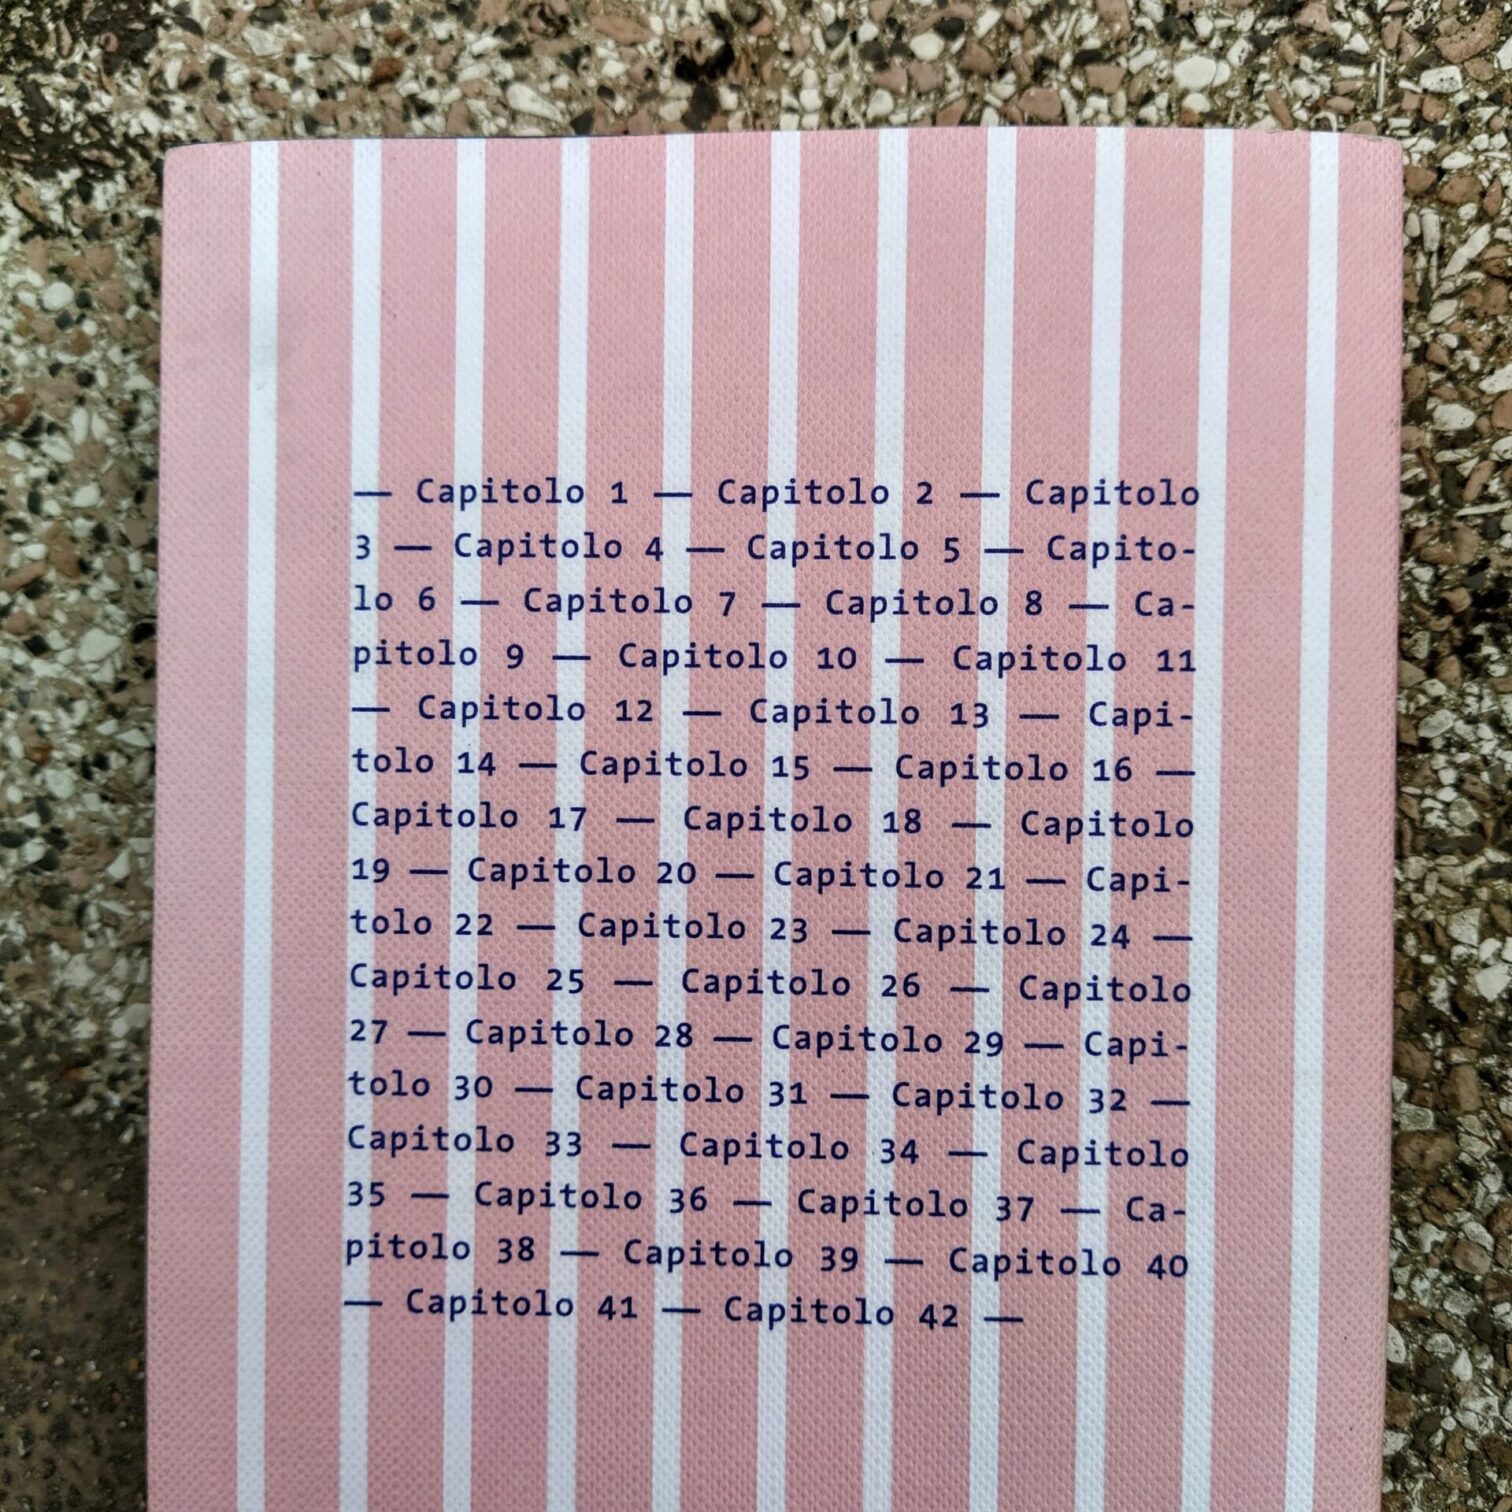 — Capitolo 1 — Capitolo 2 — Capitolo
3 — Capitolo 4 — Capitolo 5 — Capito-
lo 6 — Capitolo 7 — Capitolo 8 — Ca-
pitolo 9 — Capitolo 10 — Capitolo 11
— Capitolo 12 — Capitolo 13 — Capi-
tolo 14 — Capitolo 15 — Capitolo 16 —
Capitolo 17 — Capitolo 18 — Capitolo
19 — Capitolo 20 — Capitolo 21 — Capi-
tolo 22 — Capitolo 23 — Capitolo 24 —
Capitolo 25 — Capitolo 26 — Capitolo
27 — Capitolo 28 — Capitolo 29 — Capi-
tolo 30 — Capitolo 31 — Capitolo 32 —
Capitolo 33 — Capitolo 34 — Capitolo
35 — Capitolo 36 — Capitolo 37 — Ca-
pitolo 38 — Capitolo 39 — Capitolo 40
— Capitolo 41 — Capitolo 42 —